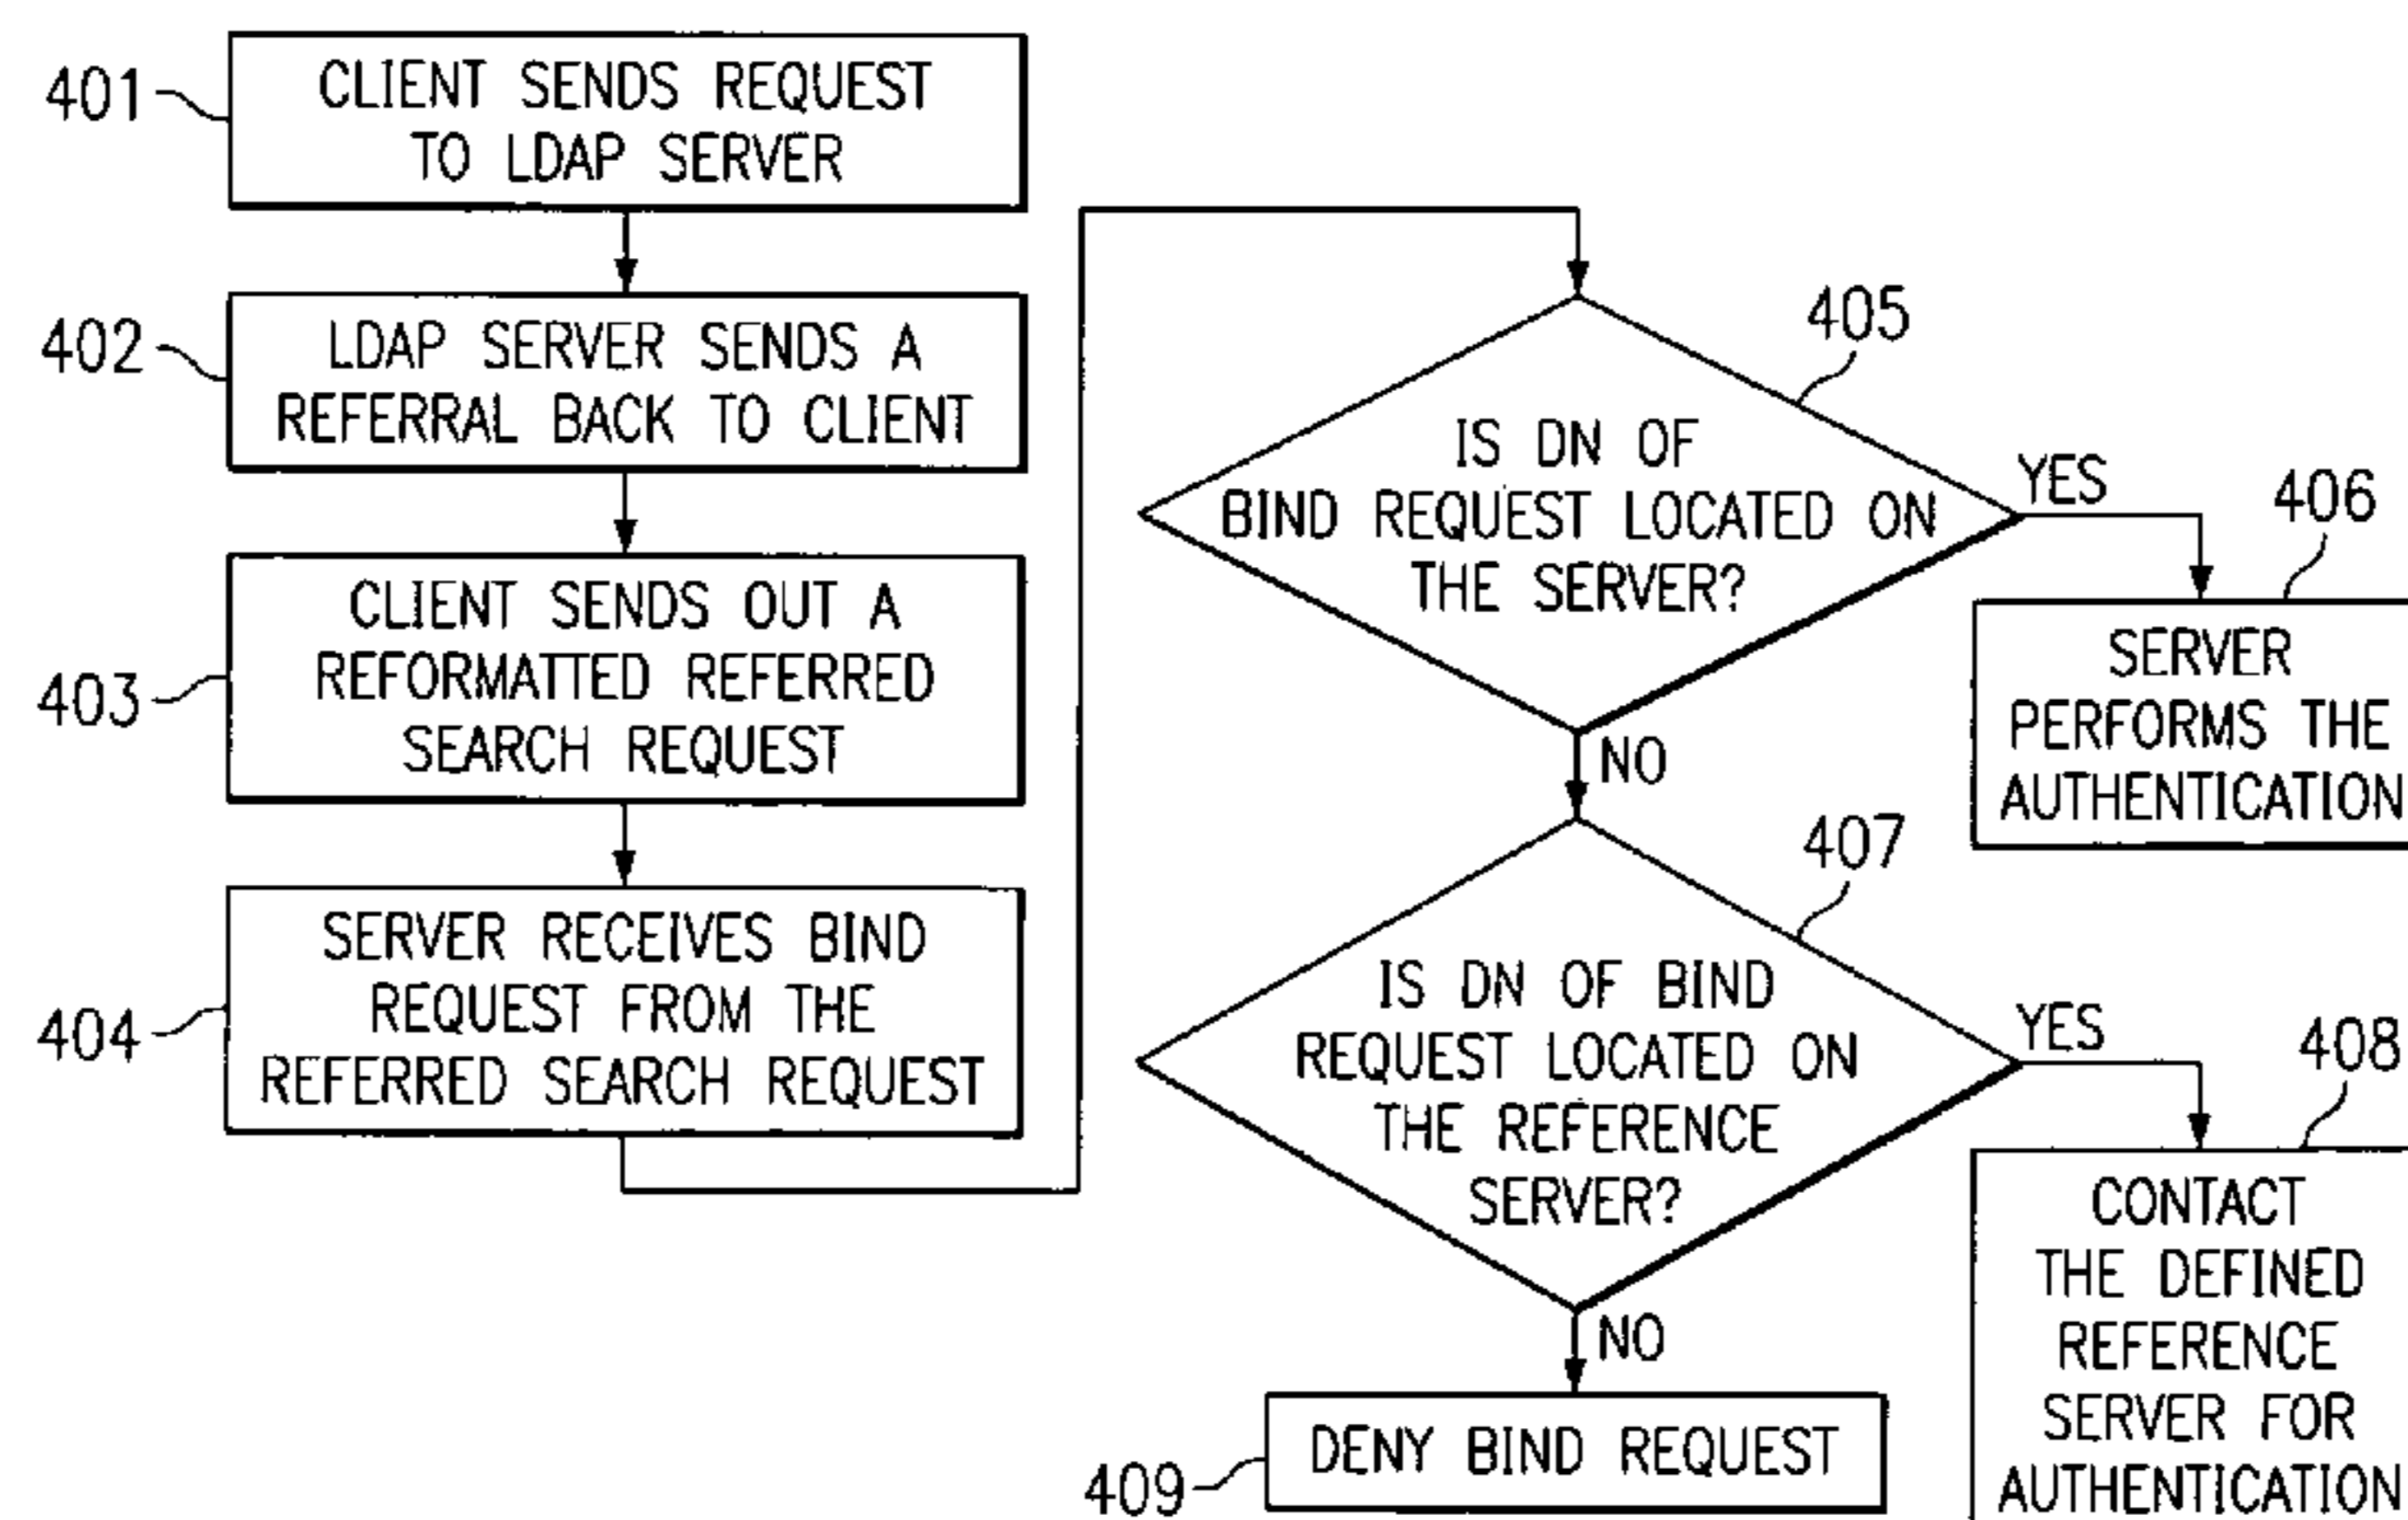 401
CLIENT SENDS REQUEST
TO LDAP SERVER
402
LDAP SERVER SENDS A
REFERRAL BACK TO CLIENT
403
CLIENT SENDS OUT A
REFORMATTED REFERRED
SEARCH REQUEST
404
SERVER RECEIVES BIND
REQUEST FROM THE
REFERRED SEARCH REQUEST
405
IS DN OF
BIND REQUEST LOCATED ON
THE SERVER?
YES
406
SERVER
PERFORMS THE
AUTHENTICATION
NO
407
IS DN OF BIND
REQUEST LOCATED ON
THE REFERENCE
SERVER?
YES
408
CONTACT
THE DEFINED
REFERENCE
SERVER FOR
AUTHENTICATION
NO
409
DENY BIND REQUEST